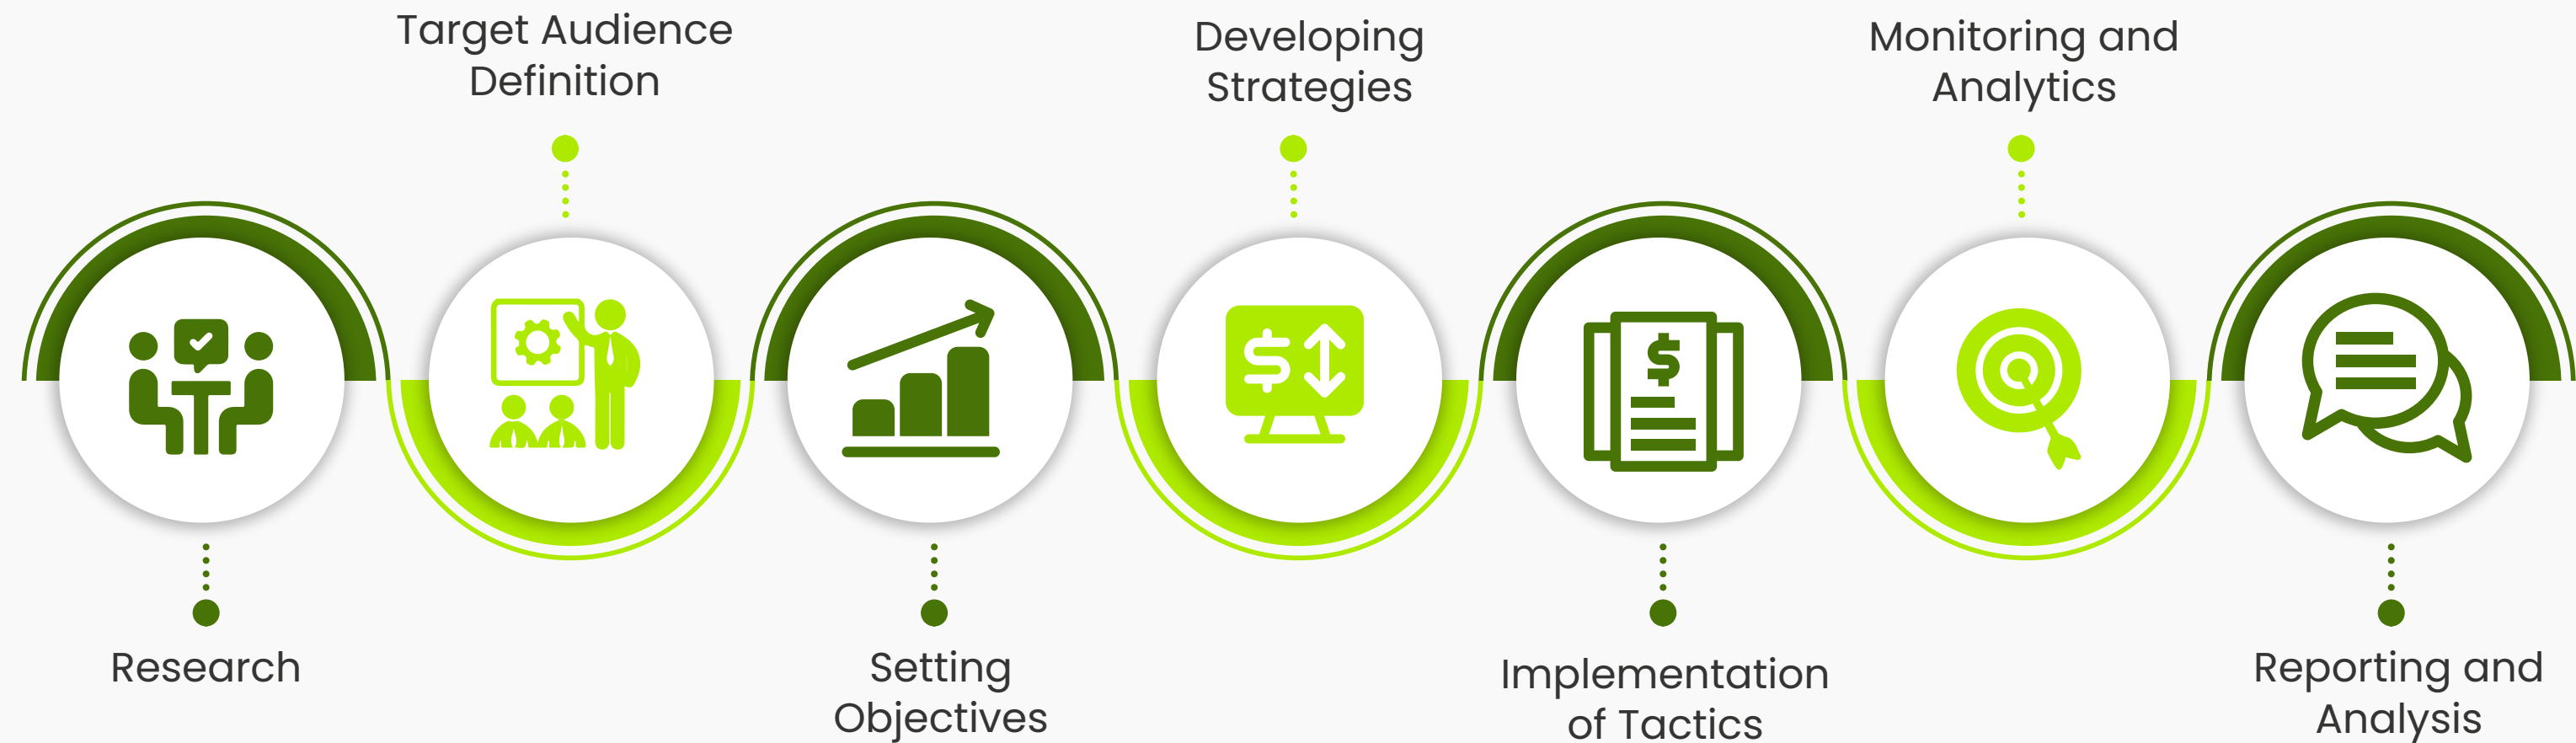 Research
Target Audience
Definition
Setting
Objectives
Developing
Strategies
Implementation
of Tactics
Monitoring and
Analytics
Reporting and
Analysis
$
$